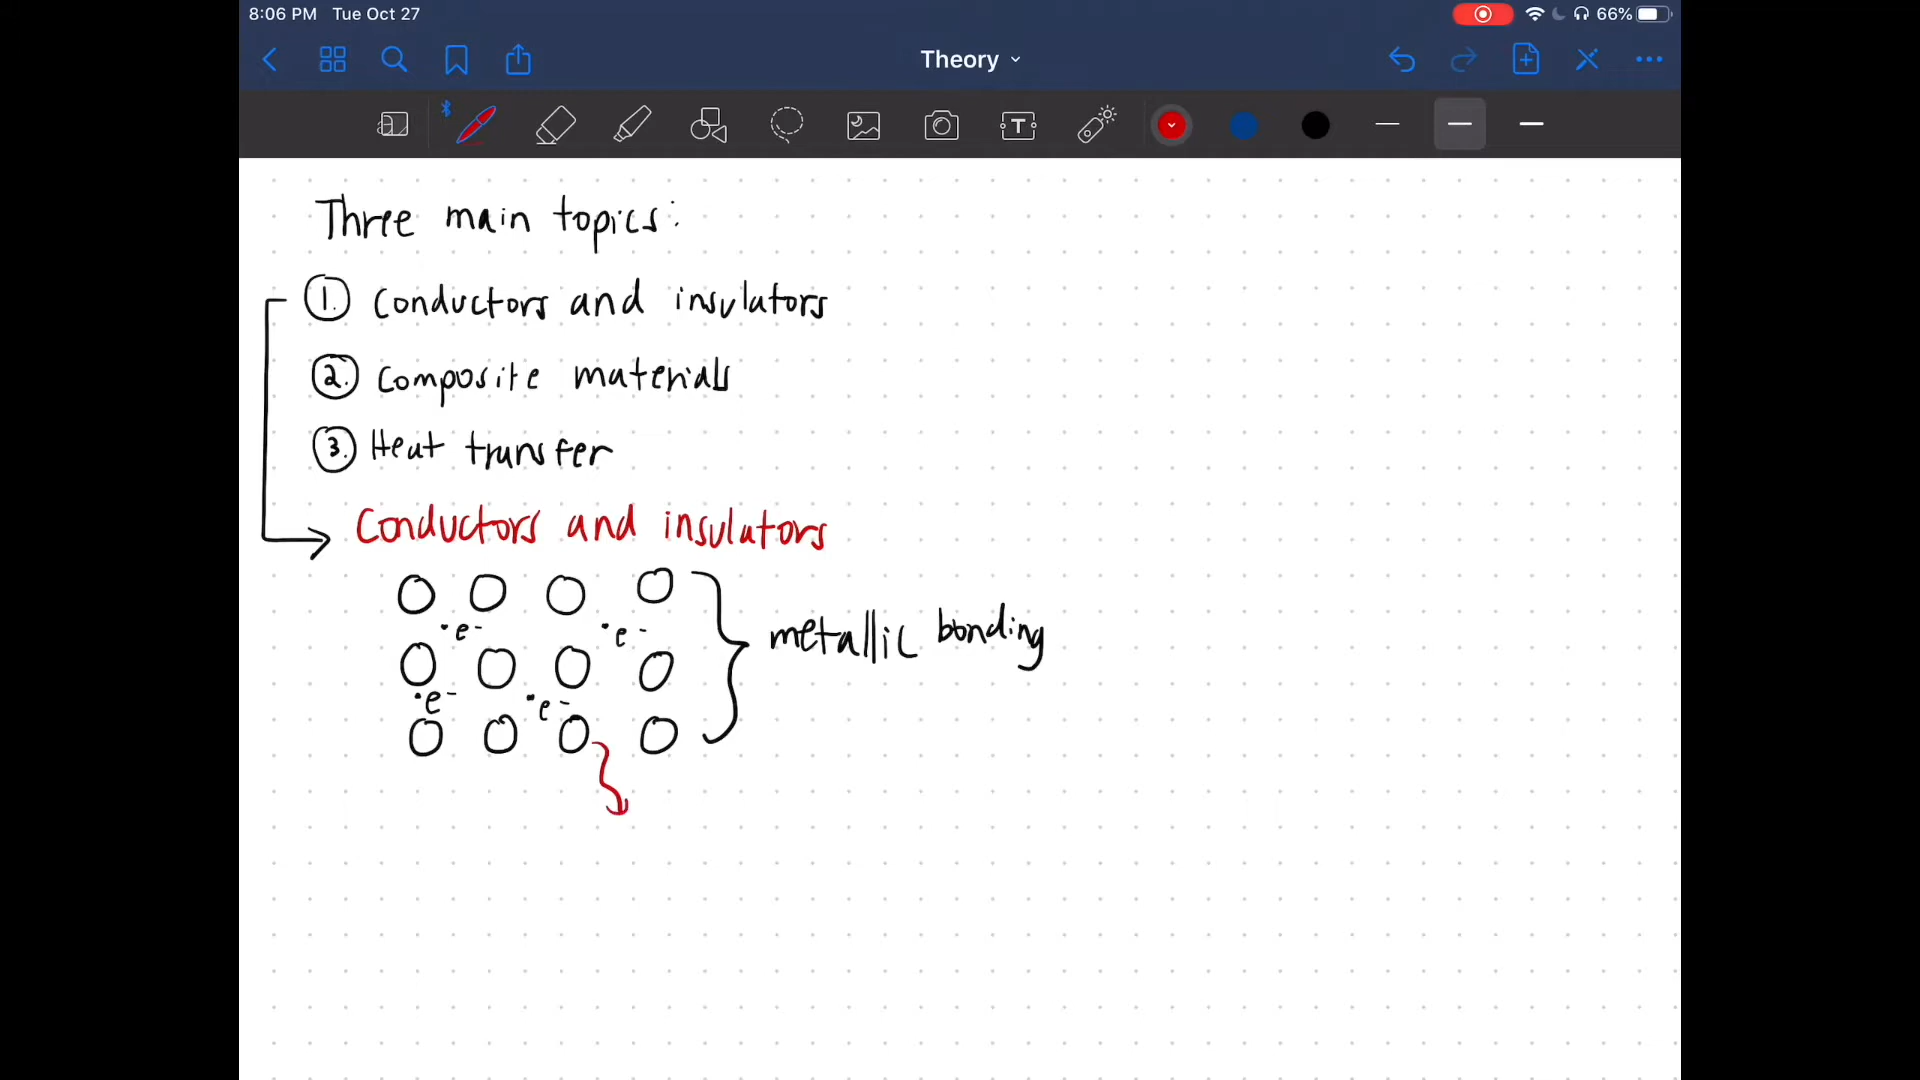 8:06 PM Tue Oct 27
66%
Theory
T
Three main topics:
1. Conductors and insulators
2. Composite materials
3. Heat transfer
Conductors and insulators
• e- • e-
metallic bonding
• e- • e-